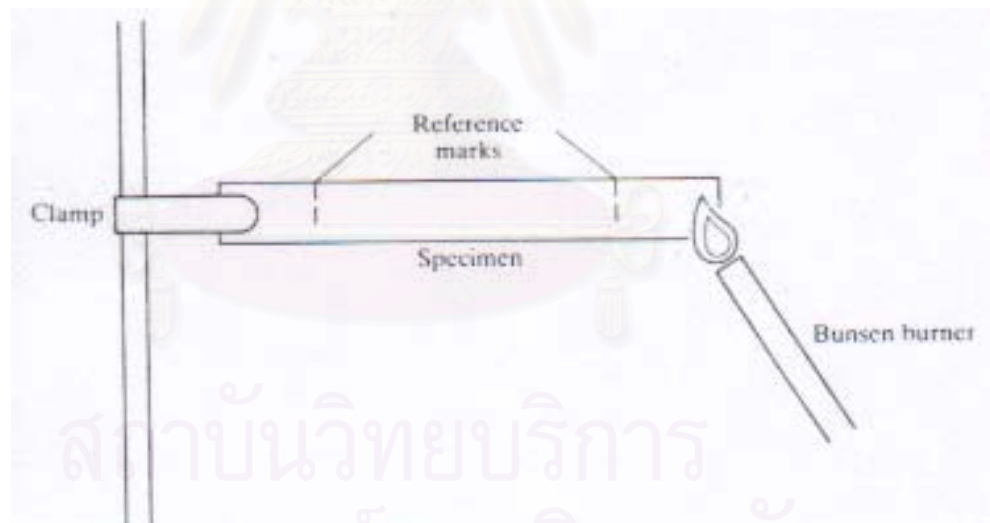 Reference
marks
Clamp
Specimen
Bunsen burner
สถาบันวิทยบริการ